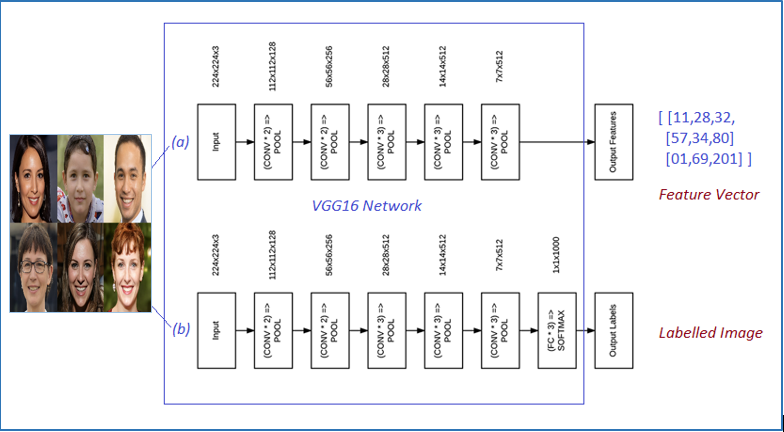 224x224x3
112x112x128
56x56x256
28x28x512
14x14x512
7x7x512
(a)
Input
(CONV * 2) =>
POOL
(CONV * 2) =>
POOL
(CONV * 3) =>
POOL
(CONV * 3) =>
POOL
(CONV * 3) =>
POOL
Output Features
[ [11,28,32,
[57,34,80]
[01,69,201] ]
Feature Vector
VGG16 Network
224x224x3
112x112x128
56x56x256
28x28x512
14x14x512
7x7x512
1x1x1000
(b)
Input
(CONV * 2) =>
POOL
(CONV * 2) =>
POOL
(CONV * 3) =>
POOL
(CONV * 3) =>
POOL
(CONV * 3) =>
POOL
(FC * 3) =>
SOFTMAX
Output Labels
Labelled Image